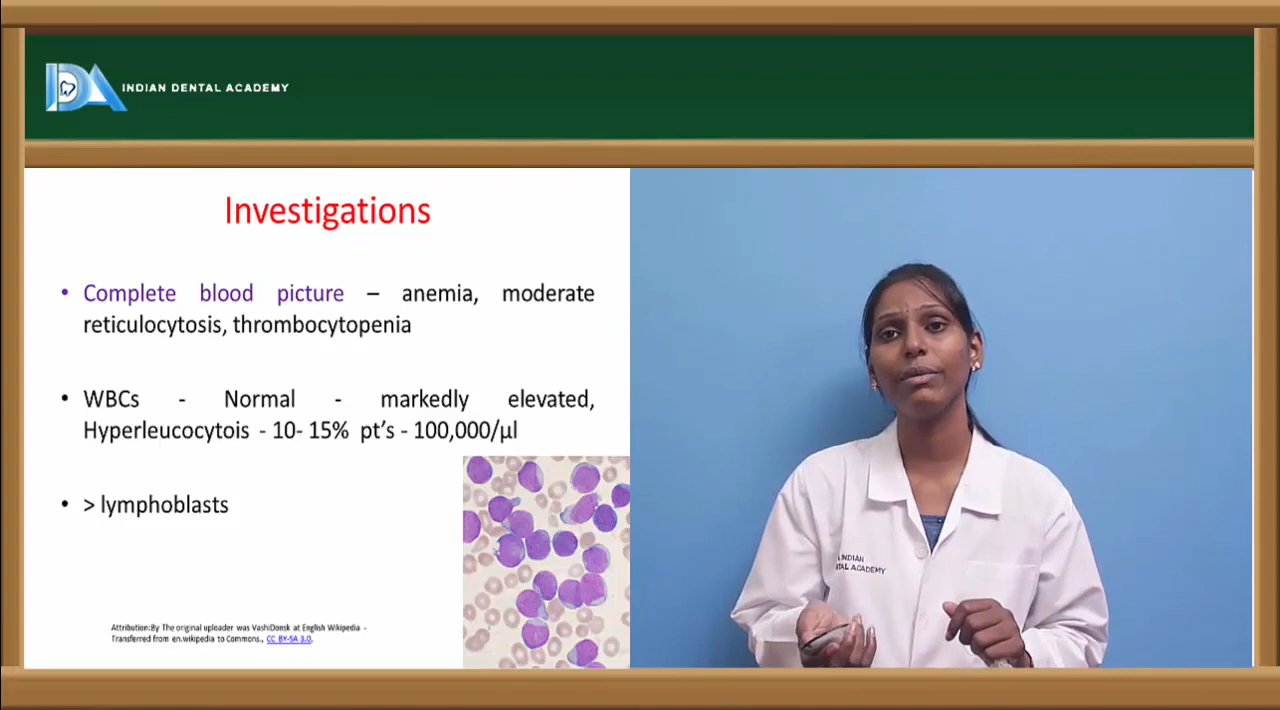 INDIAN DENTAL ACADEMY
Investigations
• Complete blood picture – anemia, moderate
reticulocytosis, thrombocytopenia
• WBCs - Normal - markedly elevated,
Hyperleucocytois - 10- 15% pt's - 100,000/µl
• > lymphoblasts
Attribution:By The original uploader was VashiDonsk at English Wikipedia -
Transferred from en.wikipedia to Commons., CC BY-SA 3.0.
INDIAN
TAL ACADEMY